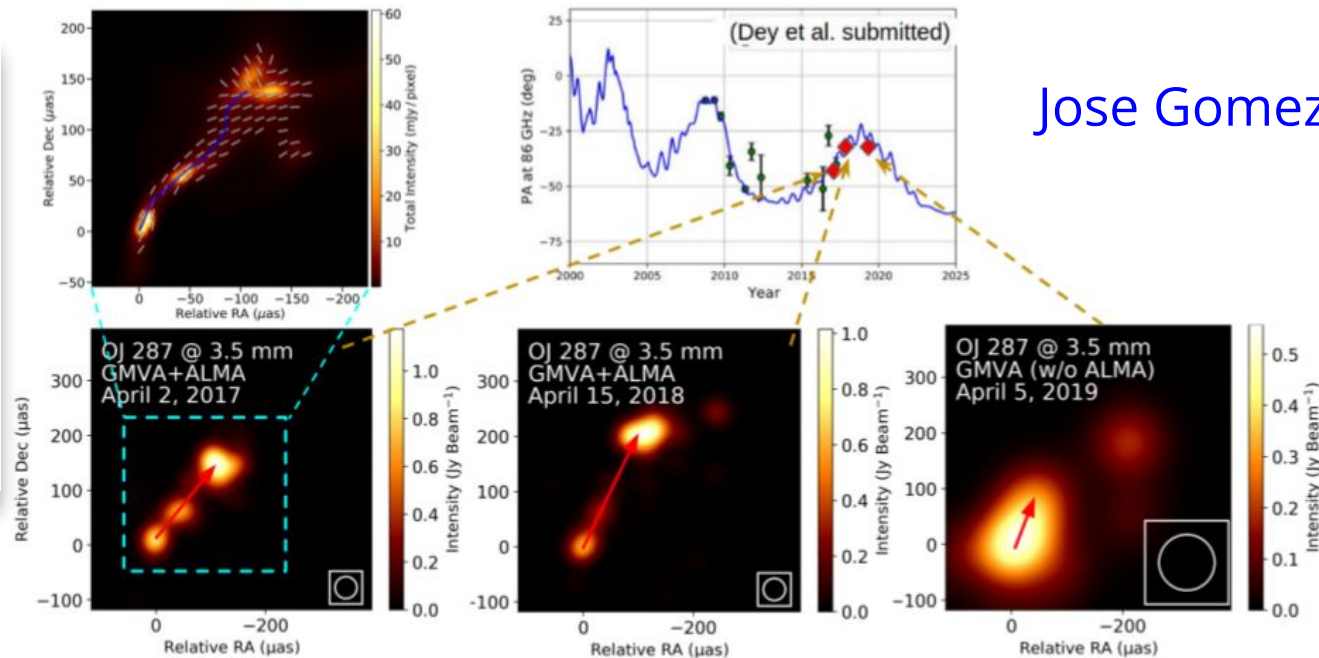 200
150
100
50
0
−50
Relative Dec (μas)
0 −50 −100 −150 −200
Relative RA (μas)
60
50
40
30
20
10
Total Intensity (mJy/pixel)
(Dey et al. submitted)
25
0
−25
−50
−75
PA at 86 GHz (deg)
2000 2005 2010 2015 2020 2025
Year
Jose Gomez
OJ 287 @ 3.5 mm
GMVA+ALMA
April 2, 2017
300
200
100
0
−100
Relative Dec (μas)
0 −200
Relative RA (μas)
1.0
0.8
0.6
0.4
0.2
0.0
Intensity (Jy Beam⁻¹)
OJ 287 @ 3.5 mm
GMVA+ALMA
April 15, 2018
300
200
100
0
-100
0 −200
Relative RA (μas)
1.0
0.8
0.6
0.4
0.2
0.0
Intensity (Jy Beam⁻¹)
OJ 287 @ 3.5 mm
GMVA (w/o ALMA)
April 5, 2019
300
200
100
0
−100
0 −200
Relative RA (μas)
0.5
0.4
0.3
0.2
0.1
0.0
Intensity (Jy Beam⁻¹)